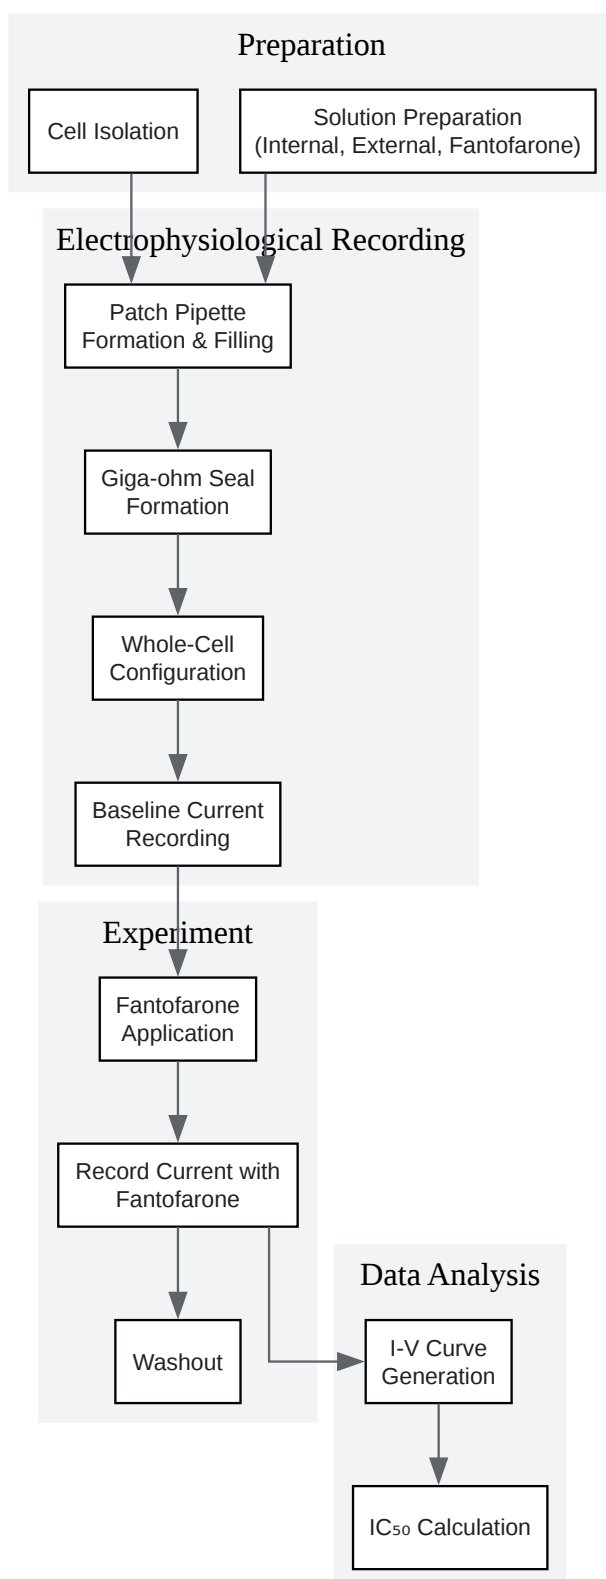 Preparation
Cell Isolation
Solution Preparation
(Internal, External, Fantofarone)
Electrophysiological Recording
Patch Pipette
Formation & Filling
Giga-ohm Seal
Formation
Whole-Cell
Configuration
Baseline Current
Recording
Experiment
Fantofarone
Application
Record Current with
Fantofarone
Washout
Data Analysis
I-V Curve
Generation
IC₅₀ Calculation